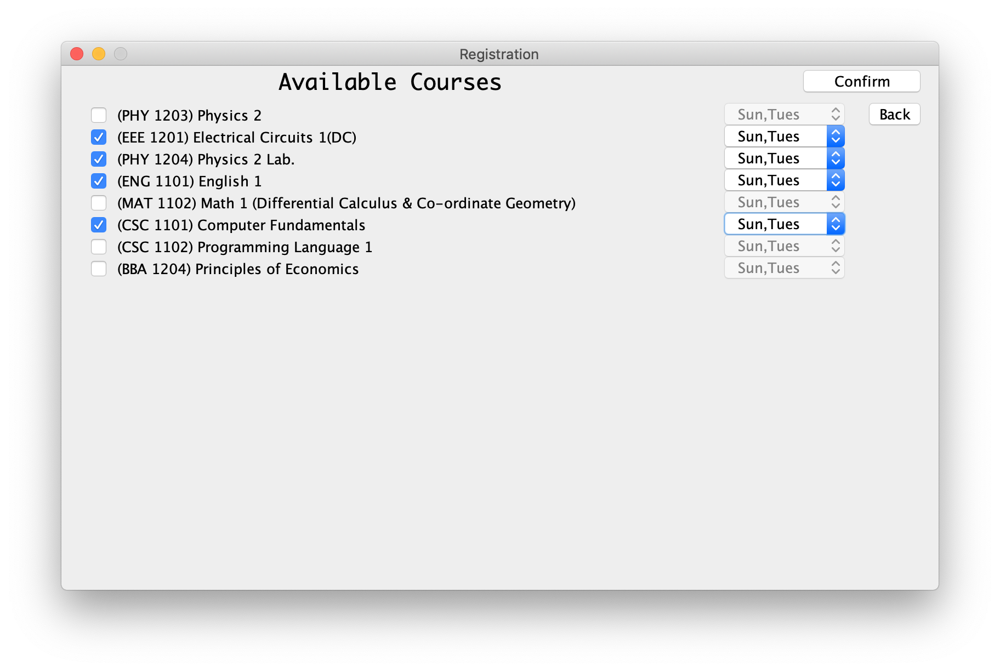 Registration
Available Courses Confirm
(PHY 1203) Physics 2 Sun,Tues Back
(EEE 1201) Electrical Circuits 1(DC) Sun,Tues
(PHY 1204) Physics 2 Lab. Sun,Tues
(ENG 1101) English 1 Sun,Tues
(MAT 1102) Math 1 (Differential Calculus & Co-ordinate Geometry) Sun,Tues
(CSC 1101) Computer Fundamentals Sun,Tues
(CSC 1102) Programming Language 1 Sun,Tues
(BBA 1204) Principles of Economics Sun,Tues